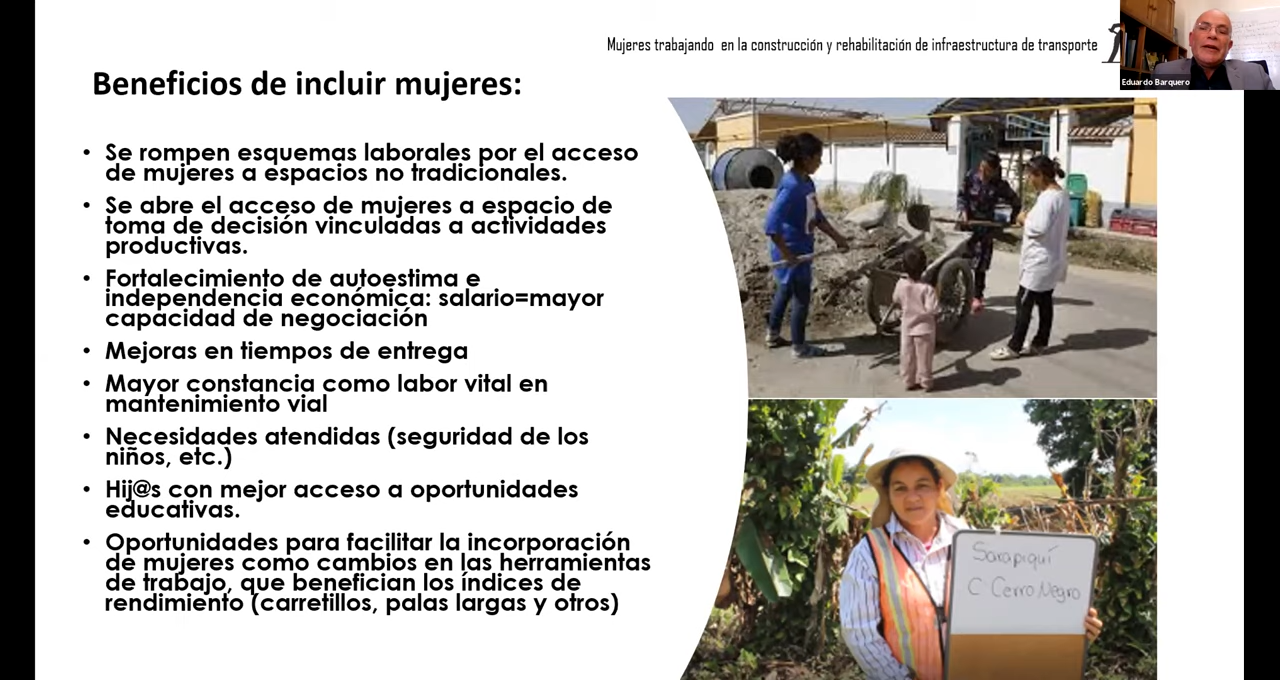 Mujeres trabajando en la construcción y rehabilitación de infraestructura de transporte
Eduardo Barquero
Beneficios de incluir mujeres:
• Se rompen esquemas laborales por el acceso
de mujeres a espacios no tradicionales.
• Se abre el acceso de mujeres a espacio de
toma de decisión vinculadas a actividades
productivas.
• Fortalecimiento de autoestima e
independencia económica: salario=mayor
capacidad de negociación
• Mejoras en tiempos de entrega
• Mayor constancia como labor vital en
mantenimiento vial
• Necesidades atendidas (seguridad de los
niños, etc.)
• Hij@s con mejor acceso a oportunidades
educativas.
• Oportunidades para facilitar la incorporación
de mujeres como cambios en las herramientas
de trabajo, que benefician los índices de
rendimiento (carretillos, palas largas y otros)
Sarapiquí
C Cerro Negro